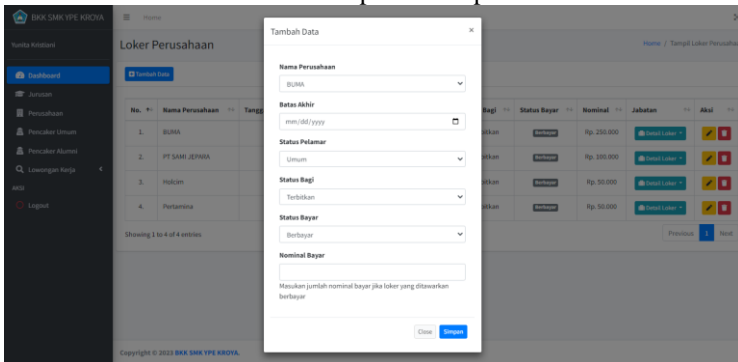 BKK SMK YPE KROYA
Home
Tambah Data
×
Yunita Kristiani
Loker Perusahaan
Home / Tampil Loker Perusahaa
Dashboard
Tambah Data
Nama Perusahaan
BUMA
Jurusan
Perusahaan
Pencaker Umum
Pencaker Alumni
Lowongan Kerja
AKSI
Logout
Batas Akhir
mm/dd/yyyy
Status Pelamar
Umum
Status Bagi
Terbitkan
Status Bayar
Berbayar
Nominal Bayar
Masukan jumlah nominal bayar jika loker yang ditawarkan
berbayar
Close Simpan
No. Nama Perusahaan Tangg Bagi Status Bayar Nominal Jabatan Aksi
1. BUMA itkan Berbayar Rp. 250.000 Detail Loker
2. PT SAMI JEPARA itkan Berbayar Rp. 100.000 Detail Loker
3. Holcim itkan Berbayar Rp. 50.000 Detail Loker
4. Pertamina itkan Berbayar Rp. 50.000 Detail Loker
Showing 1 to 4 of 4 entries
Previous 1 Next
Copyright © 2023 BKK SMK YPE KROYA.